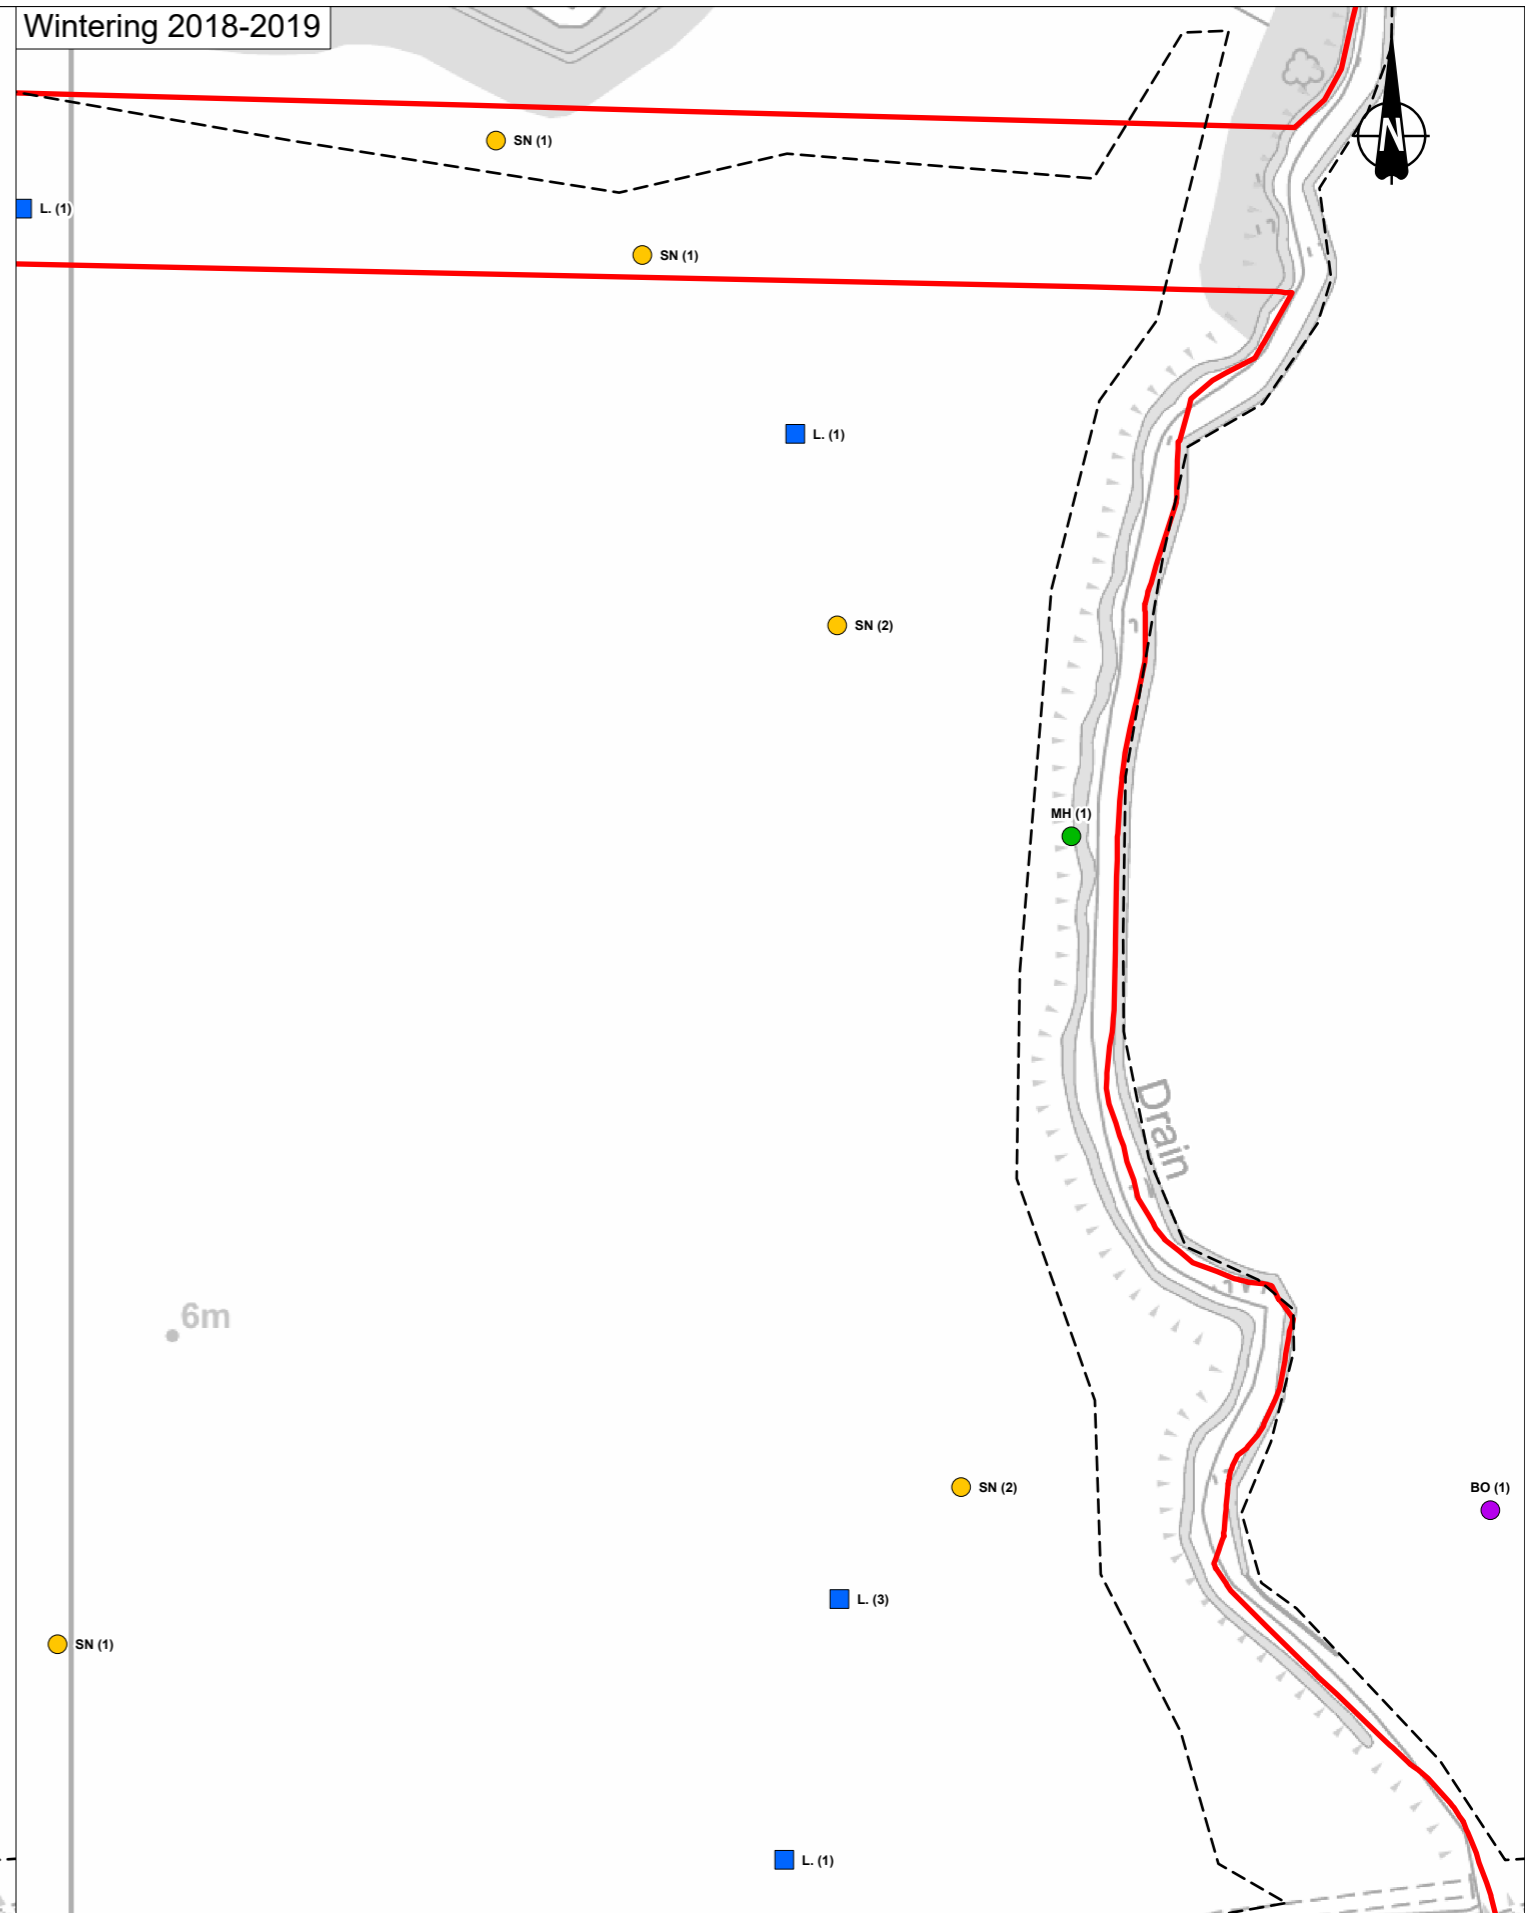 Wintering 2018-2019
N
SN (1)
L. (1)
SN (1)
L. (1)
SN (2)
MH (1)
Drain
6m
SN (2)
BO (1)
L. (3)
SN (1)
L. (1)